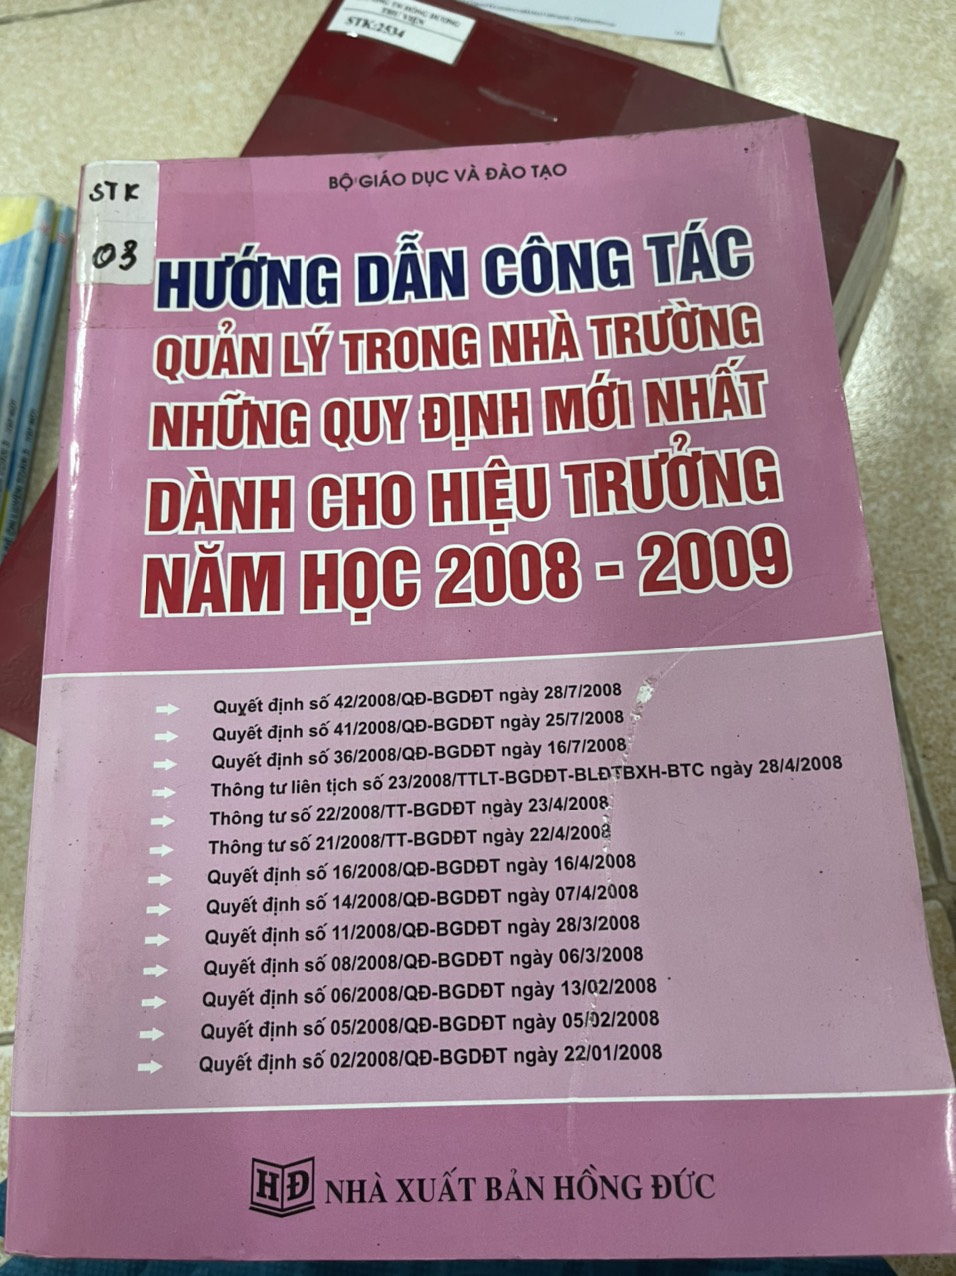 THƯ VIỆN
STK:2534
STK
03
BỘ GIÁO DỤC VÀ ĐÀO TẠO
HƯỚNG DẪN CÔNG TÁC
QUẢN LÝ TRONG NHÀ TRƯỜNG
NHỮNG QUY ĐỊNH MỚI NHẤT
DÀNH CHO HIỆU TRƯỞNG
NĂM HỌC 2008 - 2009
Quyết định số 42/2008/QĐ-BGDĐT ngày 28/7/2008
Quyết định số 41/2008/QĐ-BGDĐT ngày 25/7/2008
Quyết định số 36/2008/QĐ-BGDĐT ngày 16/7/2008
Thông tư liên tịch số 23/2008/TTLT-BGDĐT-BLĐTBXH-BTC ngày 28/4/2008
Thông tư số 22/2008/TT-BGDĐT ngày 23/4/2008
Thông tư số 21/2008/TT-BGDĐT ngày 22/4/2008
Quyết định số 16/2008/QĐ-BGDĐT ngày 16/4/2008
Quyết định số 14/2008/QĐ-BGDĐT ngày 07/4/2008
Quyết định số 11/2008/QĐ-BGDĐT ngày 28/3/2008
Quyết định số 08/2008/QĐ-BGDĐT ngày 06/3/2008
Quyết định số 06/2008/QĐ-BGDĐT ngày 13/02/2008
Quyết định số 05/2008/QĐ-BGDĐT ngày 05/02/2008
Quyết định số 02/2008/QĐ-BGDĐT ngày 22/01/2008
HĐ NHÀ XUẤT BẢN HỒNG ĐỨC